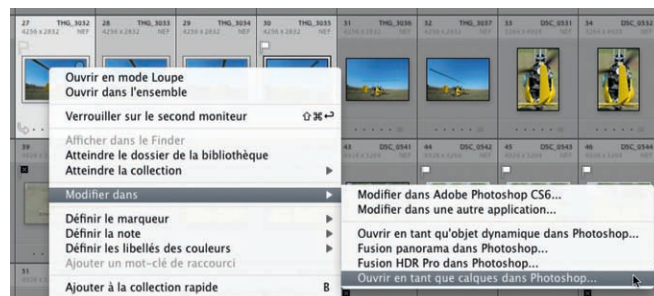 27 THG_3032 28 THG_3033 29 THG_3034 30 THG_3035 31 THG_3036 32 THG_3037 33 DSC_0531 34 DSC_0532
4256 x 2832 NEF 4256 x 2832 NEF 4256 x 2832 NEF 4256 x 2832 NEF
Ouvrir en mode Loupe
Ouvrir dans l'ensemble
Verrouiller sur le second moniteur ⇧⌘↩
Afficher dans le Finder
Atteindre le dossier de la bibliothèque
Atteindre la collection
39 43 DSC_0541 44 DSC_0542 45 DSC_0543 46 DSC_0544
Modifier dans
Modifier dans Adobe Photoshop CS6...
Modifier dans une autre application...
Ouvrir en tant qu'objet dynamique dans Photoshop...
Fusion panorama dans Photoshop...
Fusion HDR Pro dans Photoshop...
Ouvrir en tant que calques dans Photoshop...
Définir le marqueur
Définir la note
Définir les libellés des couleurs
Ajouter un mot-clé de raccourci
51
Ajouter à la collection rapide B